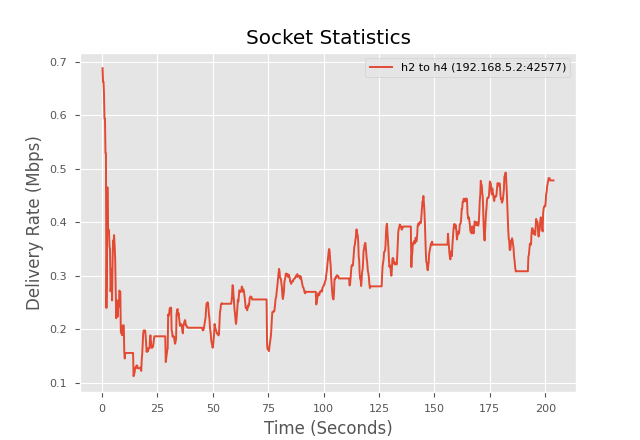 Socket Statistics
h2 to h4 (192.168.5.2:42577)
Delivery Rate (Mbps)
0.7
0.6
0.5
0.4
0.3
0.2
0.1
0 25 50 75 100 125 150 175 200
Time (Seconds)